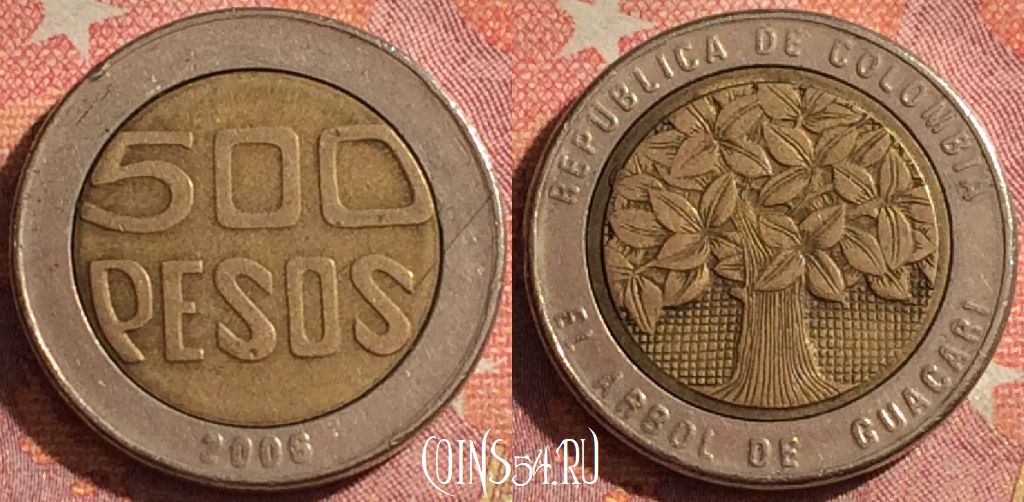 500
PESOS
2006
REPUBLICA DE COLOMBIA
EL ARBOL DE GUACARI
COINS54.RU